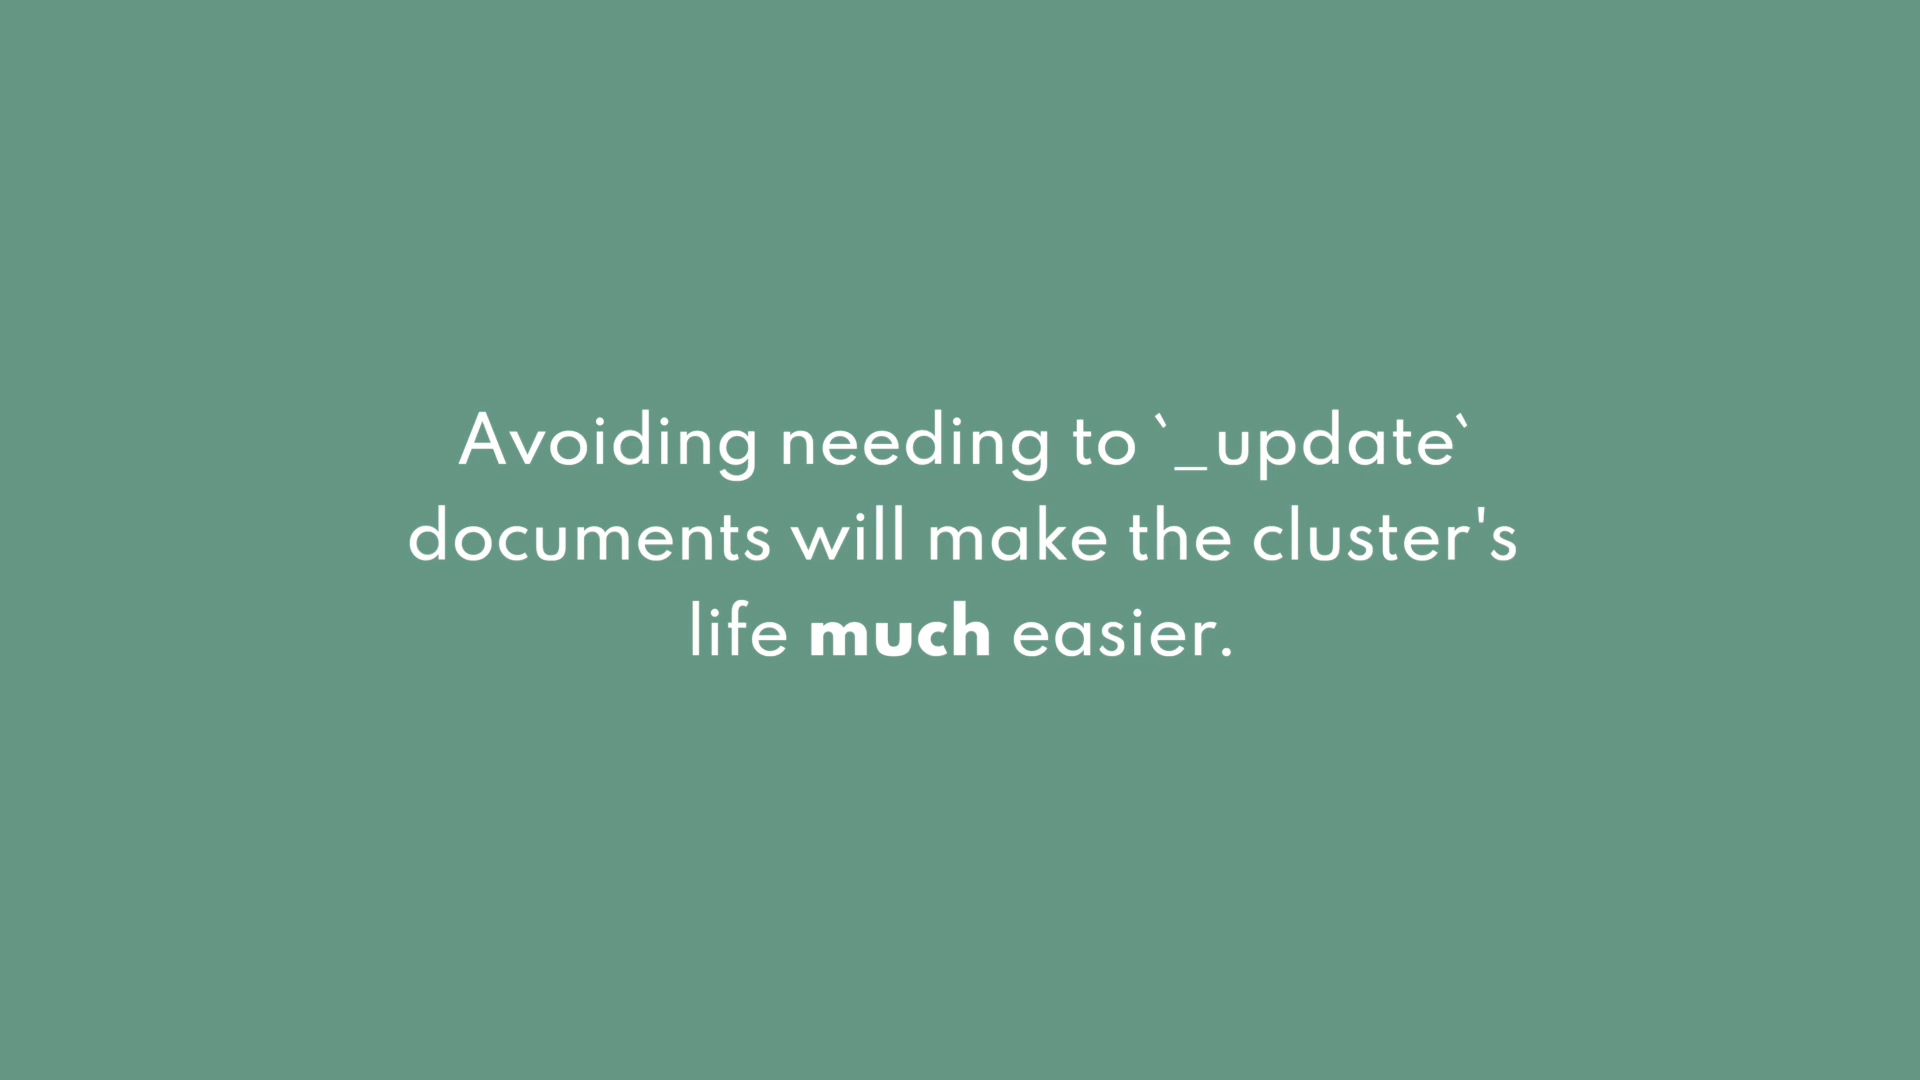 Avoiding needing to `_update`
documents will make the cluster's
life much easier.